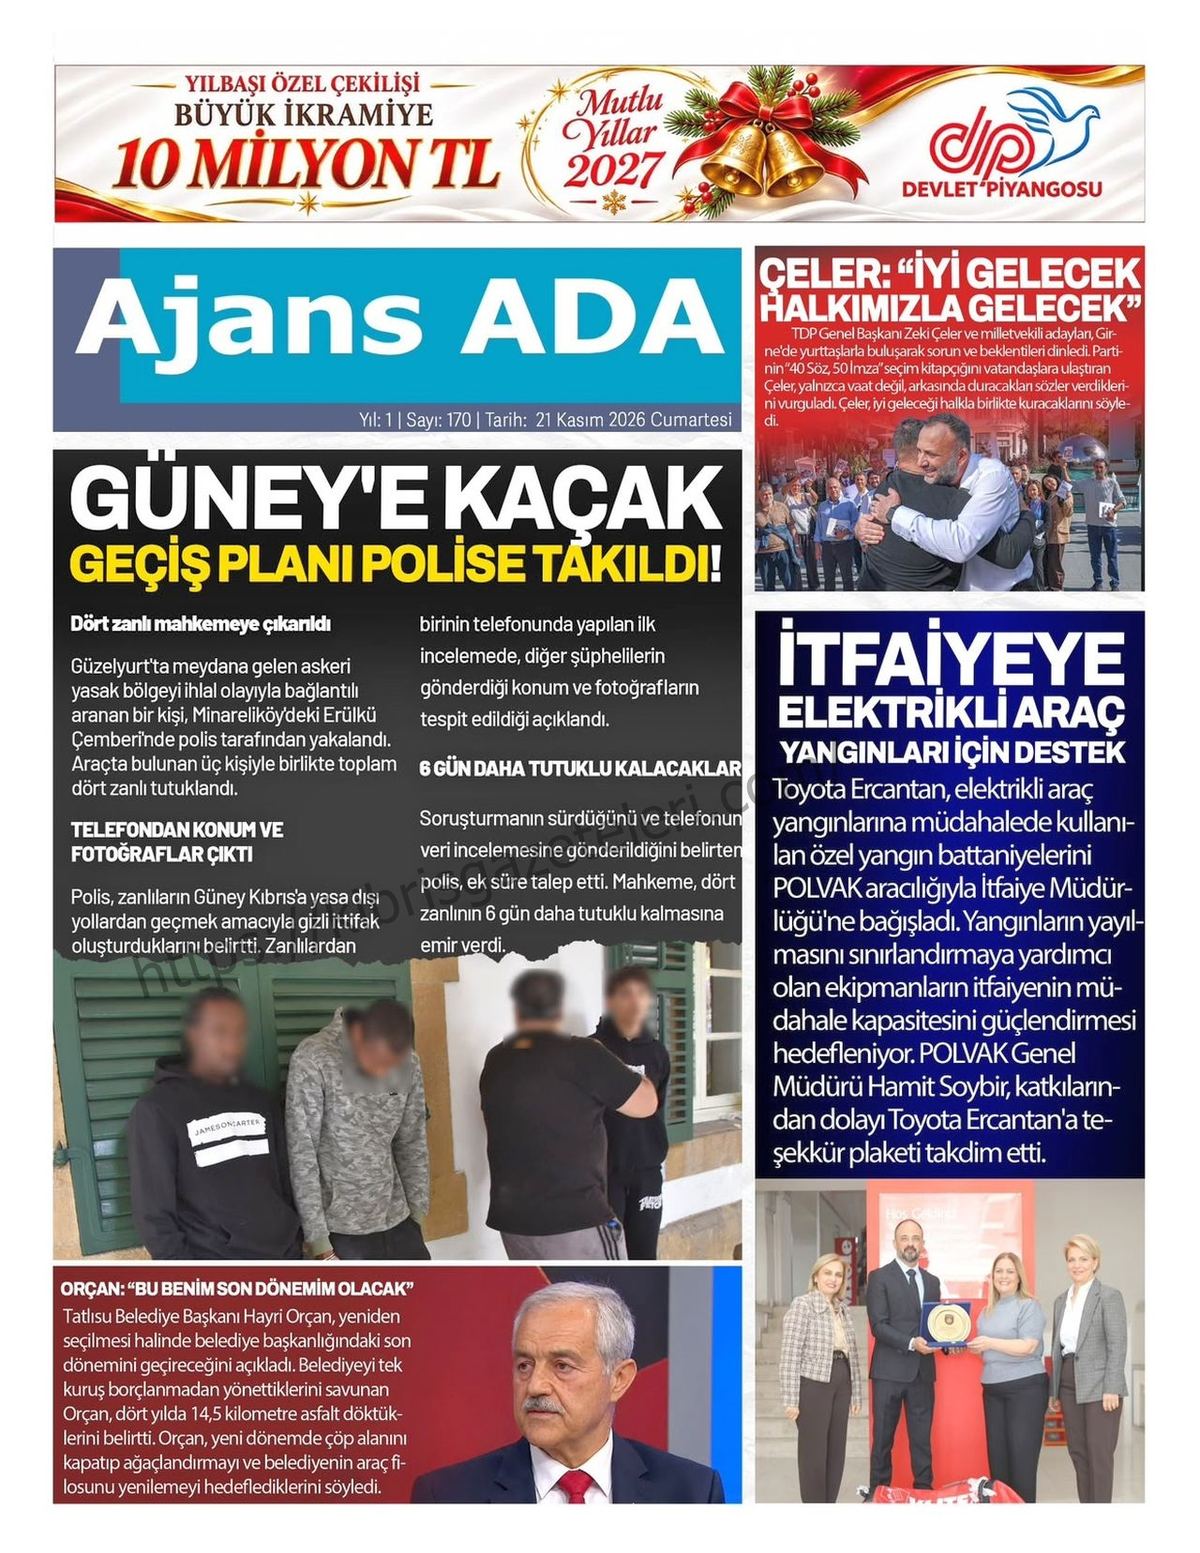 YILBAŞI ÖZEL ÇEKİLİŞİ
BÜYÜK İKRAMİYE
10 MİLYON TL
Mutlu
Yıllar
2027
dp
DEVLET PİYANGOSU
Ajans ADA
Yıl: 1 | Sayı: 170 | Tarih: 21 Kasım 2026 Cumartesi
ÇELER: “İYİ GELECEK
HALKIMIZLA GELECEK”
TDP Genel Başkanı Zeki Çeler ve milletvekili adayları, Gir-
ne'de yurttaşlarla buluşarak sorun ve beklentileri dinledi. Parti-
nin “40 Söz, 50 İmza” seçim kitapçığını vatandaşlara ulaştıran
Çeler, yalnızca vaat değil, arkasında duracakları sözler verdikleri-
ni vurguladı. Çeler, iyi geleceği halkla birlikte kuracaklarını söyle-
di.
GÜNEY'E KAÇAK
GEÇİŞ PLANI POLİSE TAKILDI!
Dört zanlı mahkemeye çıkarıldı
Güzelyurt'ta meydana gelen askeri
yasak bölgeyi ihlal olayıyla bağlantılı
aranan bir kişi, Minareliköy'deki Erülkü
Çemberi'nde polis tarafından yakalandı.
Araçta bulunan üç kişiyle birlikte toplam
dört zanlı tutuklandı.
TELEFONDAN KONUM VE
FOTOĞRAFLAR ÇIKTI
Polis, zanlıların Güney Kıbrıs'a yasa dışı
yollardan geçmek amacıyla gizli ittifak
oluşturduklarını belirtti. Zanlılardan
birinin telefonunda yapılan ilk
incelemede, diğer şüphelilerin
gönderdiği konum ve fotoğrafların
tespit edildiği açıklandı.
6 GÜN DAHA TUTUKLU KALACAKLAR
Soruşturmanın sürdüğünü ve telefonun
veri incelemesine gönderildiğini belirten
polis, ek süre talep etti. Mahkeme, dört
zanlının 6 gün daha tutuklu kalmasına
emir verdi.
JAMESON CARTER
İTFAİYEYE
ELEKTRİKLİ ARAÇ
YANGINLARI İÇİN DESTEK
Toyota Ercantan, elektrikli araç
yangınlarına müdahalede kullanı-
lan özel yangın battaniyelerini
POLVAK aracılığıyla İtfaiye Müdür-
lüğü'ne bağışladı. Yangınların yayıl-
masını sınırlandırmaya yardımcı
olan ekipmanların itfaiyenin mü-
dahale kapasitesini güçlendirmesi
hedefleniyor. POLVAK Genel
Müdürü Hamit Soybir, katkıların-
dan dolayı Toyota Ercantan'a te-
şekkür plaketi takdim etti.
Hoş Geldiniz
ORÇAN: “BU BENİM SON DÖNEMİM OLACAK”
Tatlısu Belediye Başkanı Hayri Orçan, yeniden
seçilmesi halinde belediye başkanlığındaki son
dönemini geçireceğini açıkladı. Belediyeyi tek
kuruş borçlanmadan yönettiklerini savunan
Orçan, dört yılda 14,5 kilometre asfalt döktük-
lerini belirtti. Orçan, yeni dönemde çöp alanını
kapatıp ağaçlandırmayı ve belediyenin araç fi-
losunu yenilemeyi hedeflediklerini söyledi.